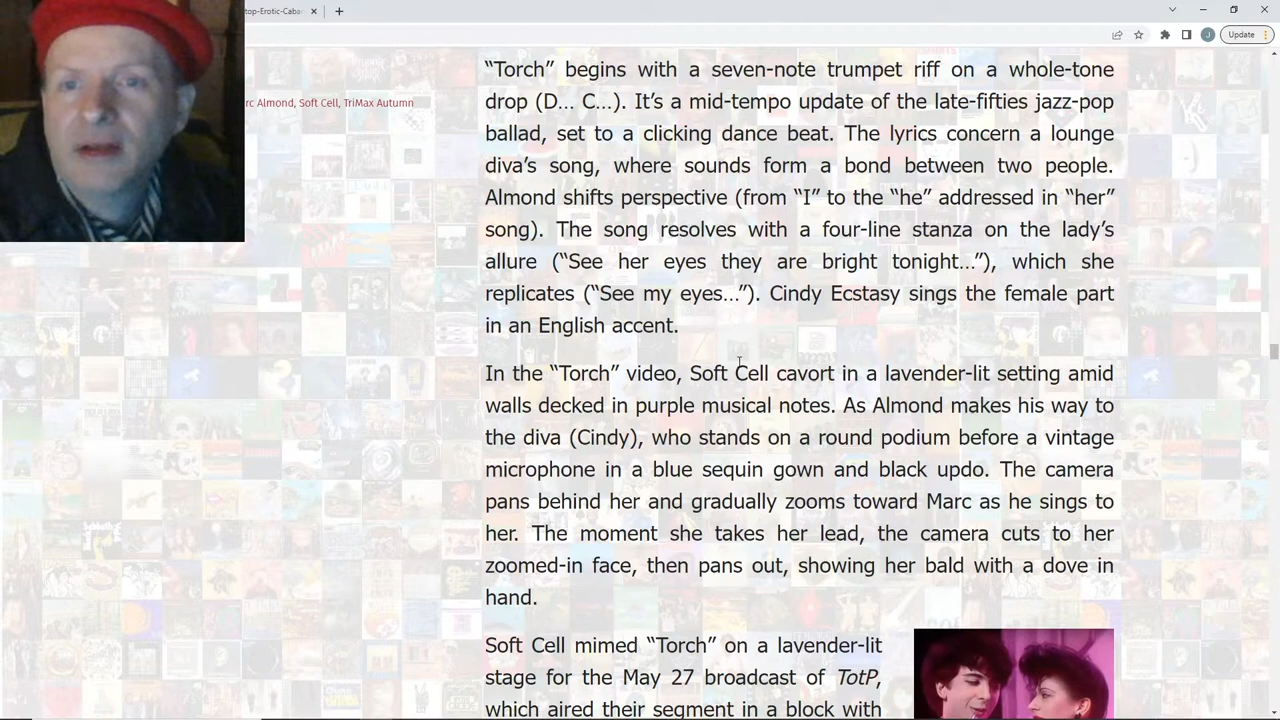 top-Erotic-Caba
Update
rc Almond, Soft Cell, TriMax Autumn
“Torch” begins with a seven-note trumpet riff on a whole-tone
drop (D… C…). It’s a mid-tempo update of the late-fifties jazz-pop
ballad, set to a clicking dance beat. The lyrics concern a lounge
diva’s song, where sounds form a bond between two people.
Almond shifts perspective (from “I” to the “he” addressed in “her”
song). The song resolves with a four-line stanza on the lady’s
allure (“See her eyes they are bright tonight…”), which she
replicates (“See my eyes…”). Cindy Ecstasy sings the female part
in an English accent.
In the “Torch” video, Soft Cell cavort in a lavender-lit setting amid
walls decked in purple musical notes. As Almond makes his way to
the diva (Cindy), who stands on a round podium before a vintage
microphone in a blue sequin gown and black updo. The camera
pans behind her and gradually zooms toward Marc as he sings to
her. The moment she takes her lead, the camera cuts to her
zoomed-in face, then pans out, showing her bald with a dove in
hand.
Soft Cell mimed “Torch” on a lavender-lit
stage for the May 27 broadcast of TotP,
which aired their segment in a block with